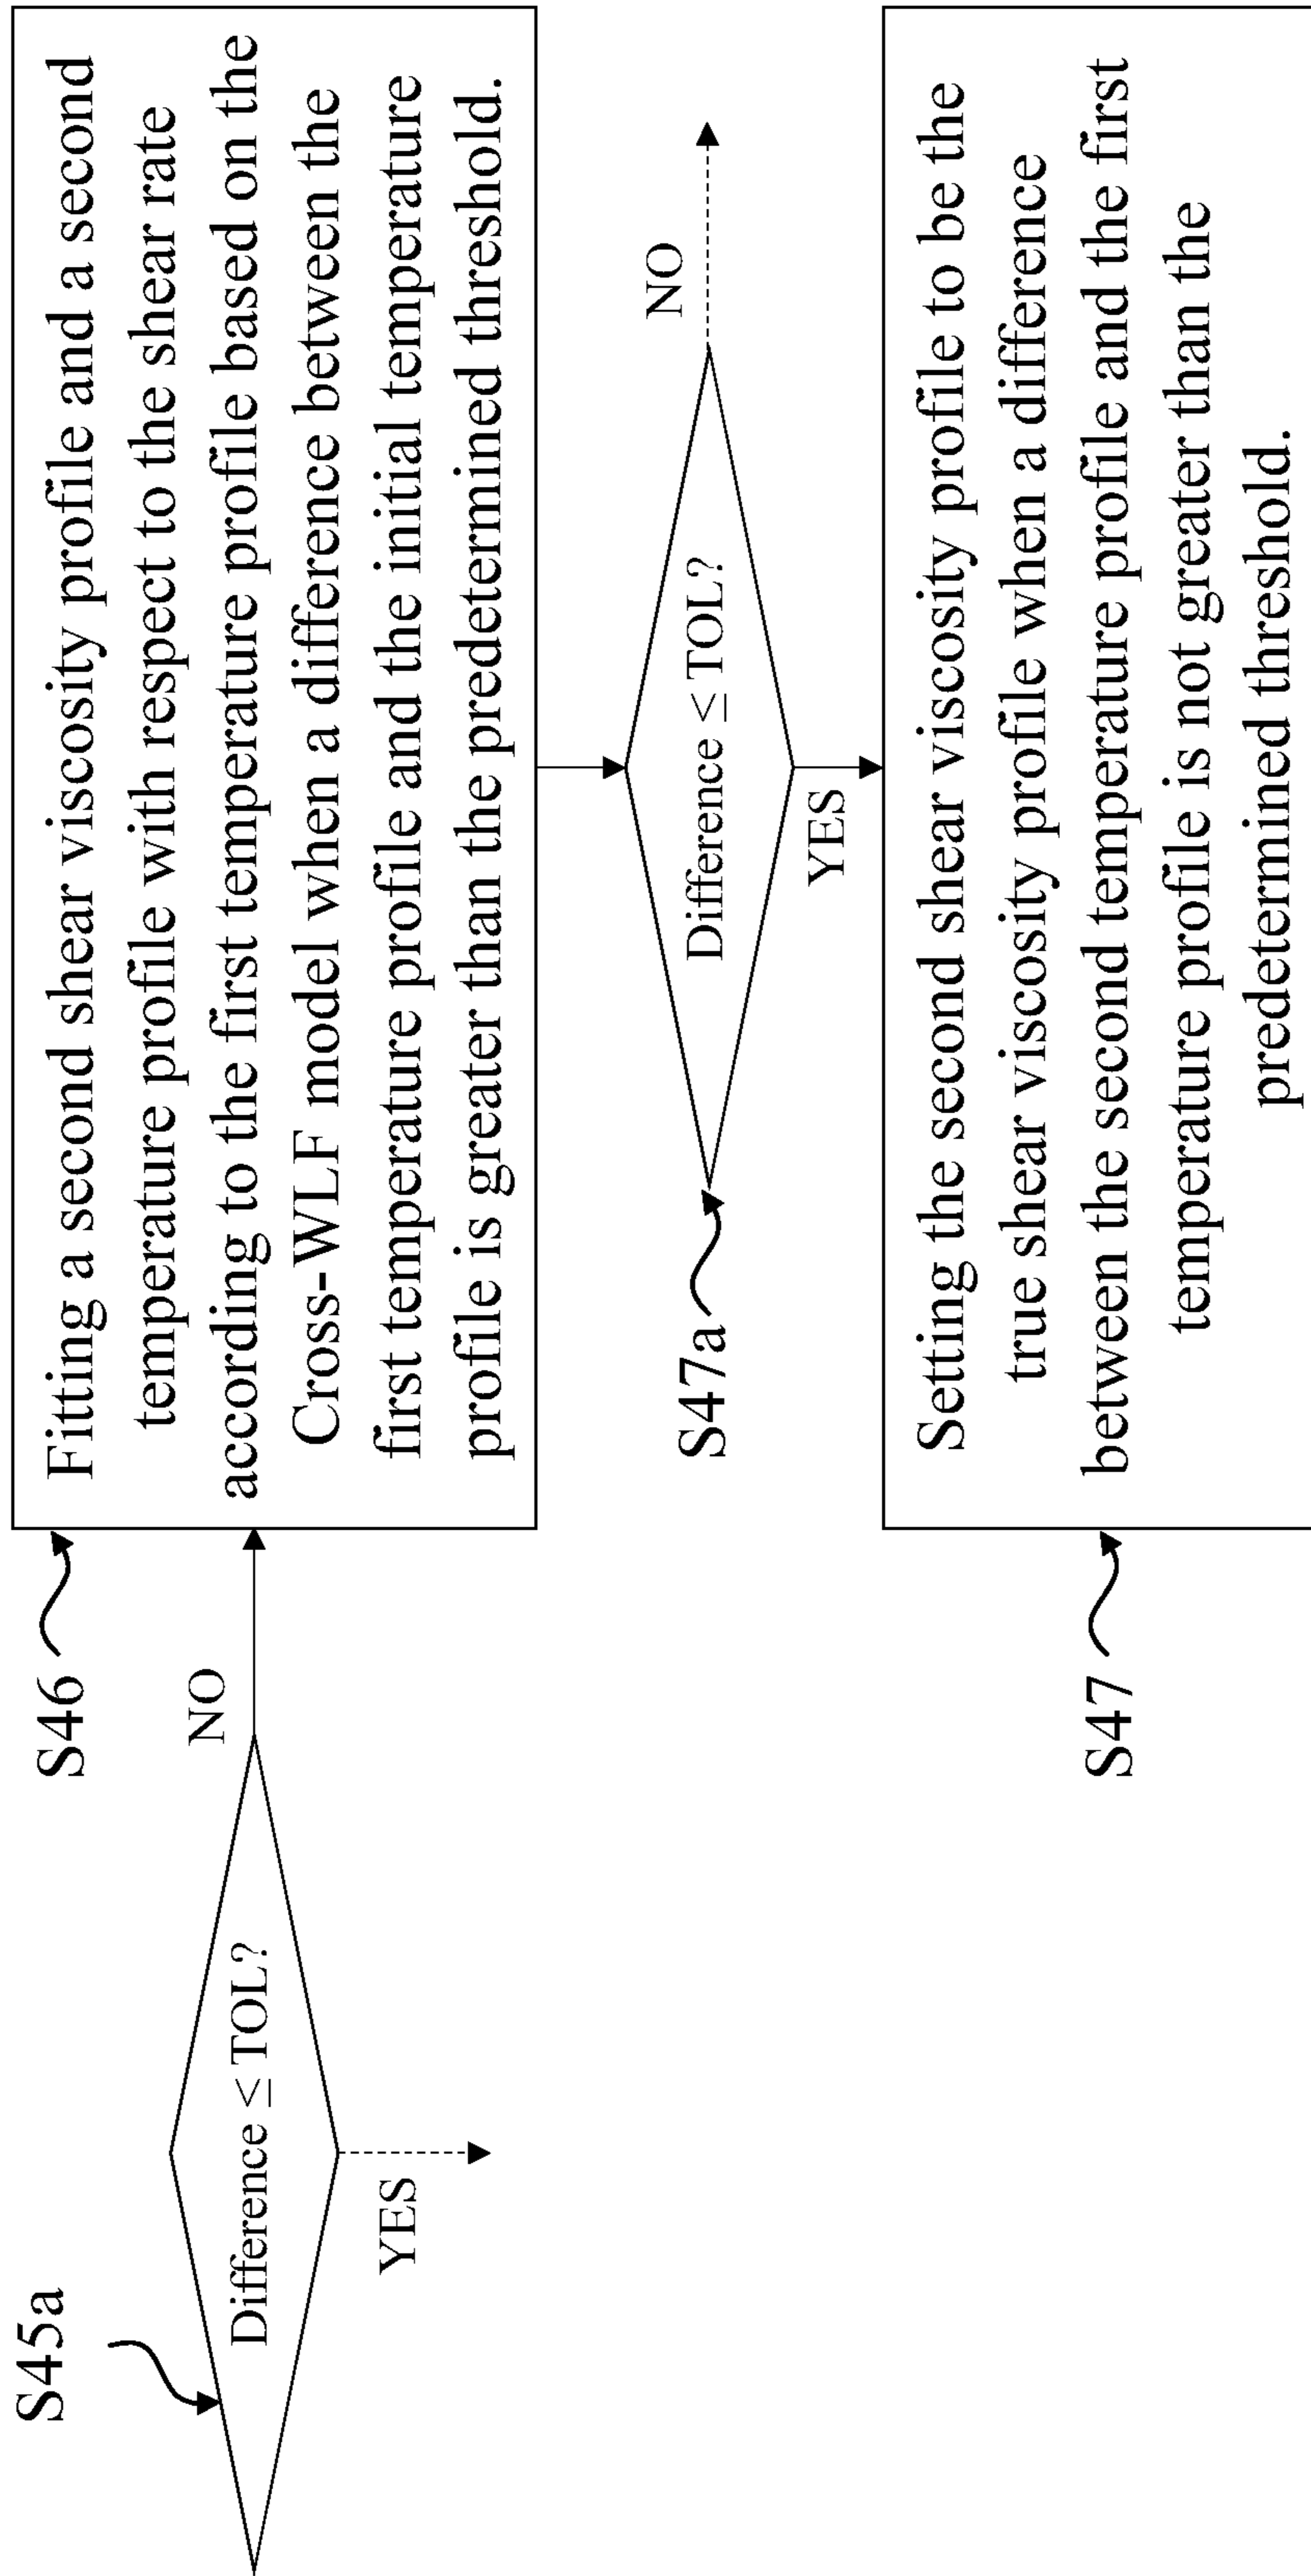 S45a
Difference ≤ TOL?
YES
NO
S46
Fitting a second shear viscosity profile and a second
temperature profile with respect to the shear rate
according to the first temperature profile based on the
Cross-WLF model when a difference between the
first temperature profile and the initial temperature
profile is greater than the predetermined threshold.
S47a
Difference ≤ TOL?
NO
YES
S47
Setting the second shear viscosity profile to be the
true shear viscosity profile when a difference
between the second temperature profile and the first
temperature profile is not greater than the
predetermined threshold.